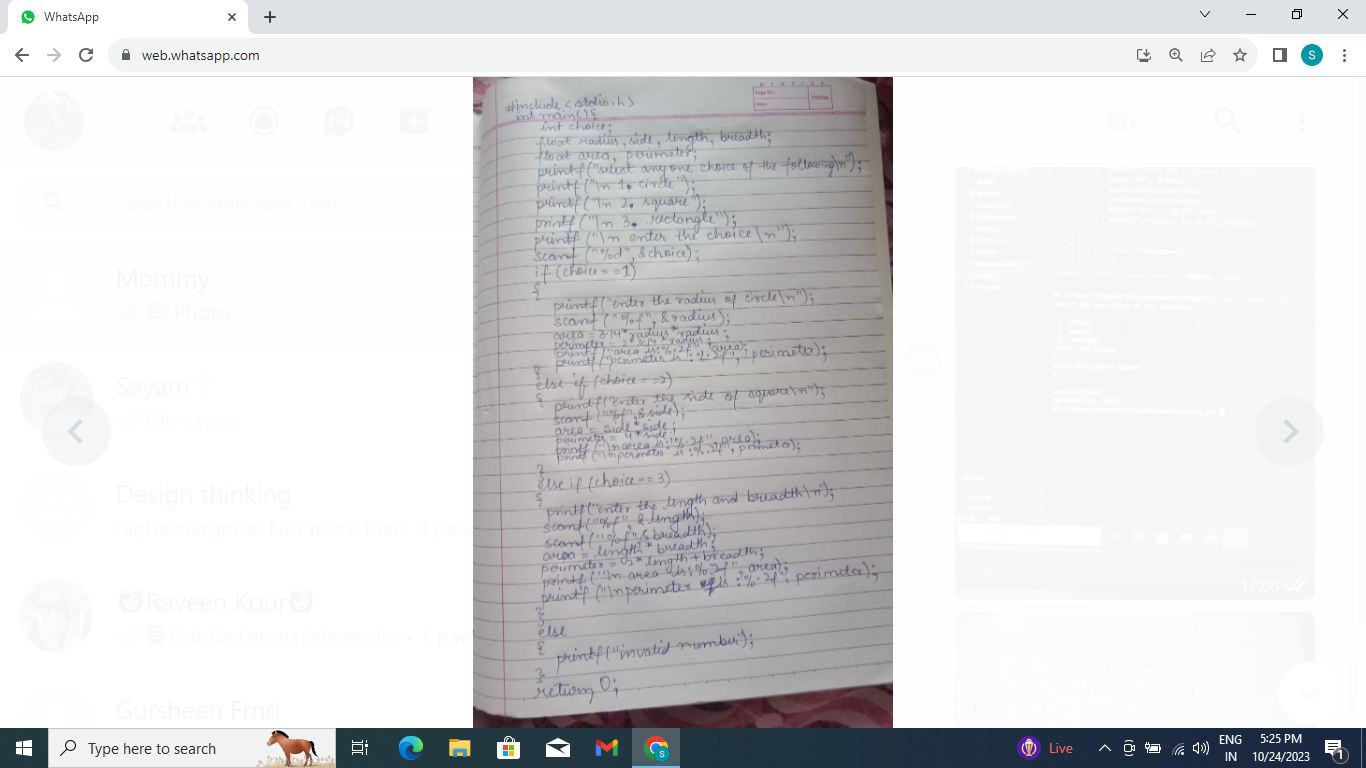 WhatsApp
web.whatsapp.com
S
Search or start new chat
Mommy
Photo
Sayam
Hlo sayam
Design thinking
raghavnargotra: Not more than 3 peo
Raveen Kour
Untitled spreadsheet.xlsx • 1 pag
Gursheen Frnd
Page No.
Date
YOUVA
#include <stdio.h>
int main(){
int choice;
float radius, side, length, breadth;
float area, perimeter;
printf("select any one choice of the following\n");
printf("\n 1. circle");
printf("\n 2. square");
printf("\n 3. rectangle");
printf("\n enter the choice \n");
scanf ("%d", &choice);
if (choice==1)
{
printf("enter the radius of circle\n");
scanf ("%f", &radius);
area = 3.14*radius*radius;
perimeter = 2*3.14*radius;
printf("area is:%.2f", area);
printf("perimeter is :%.2f", perimeter);
}
else if (choice==2)
{ printf("enter the side of square\n");
scanf("%f", &side);
area = side*side;
perimeter = 4*side;
printf("\n area is:%.2f", area);
printf("\n perimeter is :%.2f", perimeter);
}
else if (choice==3)
{
printf("enter the length and breadth\n");
scanf("%f", &length);
scanf("%f", &breadth);
area = length * breadth;
perimeter = 2*length+breadth;
printf("\n area is:%.2f", area);
printf ("\n perimeter is :%.2f", perimeter);
}
else
{
printf("invalid number");
}
return 0;
17:08
Type here to search
Live
ENG
IN
5:25 PM
10/24/2023
1